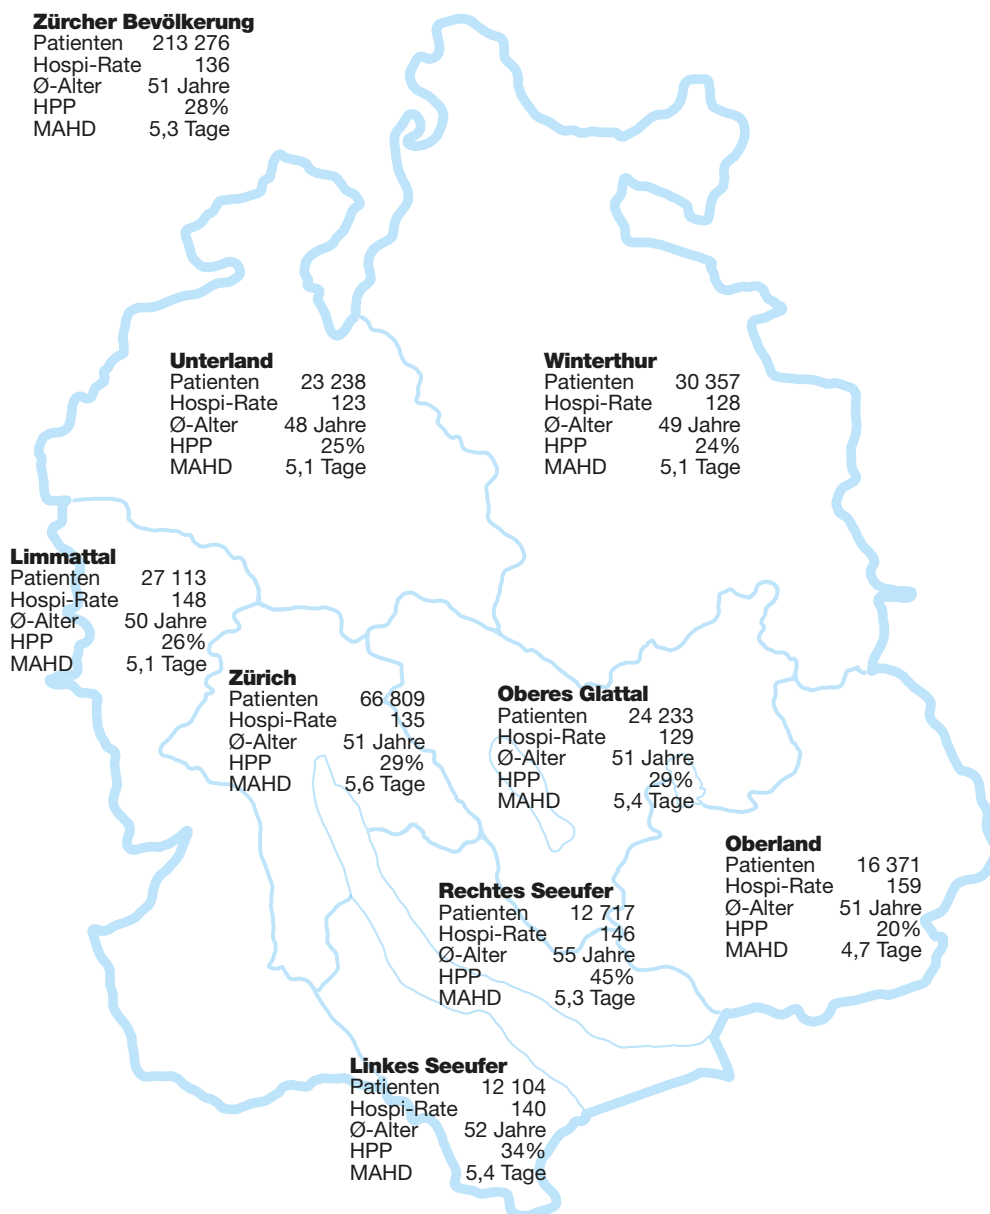 Zürcher Bevölkerung
Patienten 213 276
Hospi-Rate 136
Ø-Alter 51 Jahre
HPP 28%
MAHD 5,3 Tage
Unterland
Patienten 23 238
Hospi-Rate 123
Ø-Alter 48 Jahre
HPP 25%
MAHD 5,1 Tage
Winterthur
Patienten 30 357
Hospi-Rate 128
Ø-Alter 49 Jahre
HPP 24%
MAHD 5,1 Tage
Limmattal
Patienten 27 113
Hospi-Rate 148
Ø-Alter 50 Jahre
HPP 26%
MAHD 5,1 Tage
Zürich
Patienten 66 809
Hospi-Rate 135
Ø-Alter 51 Jahre
HPP 29%
MAHD 5,6 Tage
Oberes Glattal
Patienten 24 233
Hospi-Rate 129
Ø-Alter 51 Jahre
HPP 29%
MAHD 5,4 Tage
Oberland
Patienten 16 371
Hospi-Rate 159
Ø-Alter 51 Jahre
HPP 20%
MAHD 4,7 Tage
Rechtes Seeufer
Patienten 12 717
Hospi-Rate 146
Ø-Alter 55 Jahre
HPP 45%
MAHD 5,3 Tage
Linkes Seeufer
Patienten 12 104
Hospi-Rate 140
Ø-Alter 52 Jahre
HPP 34%
MAHD 5,4 Tage